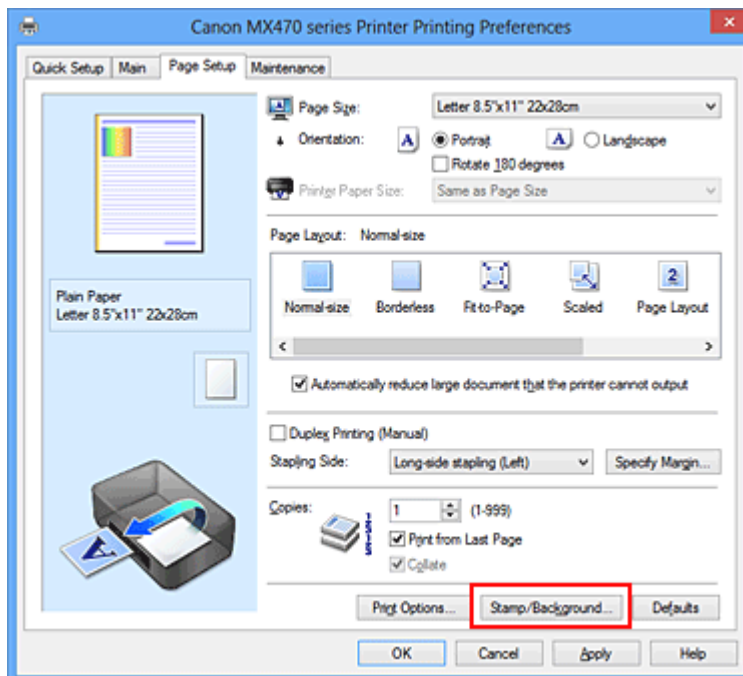 Canon MX470 series Printer Printing Preferences
Quick Setup Main Page Setup Maintenance
Page Size: Letter 8.5"x11" 22x28cm
Orientation: A Portrait A Landscape
Rotate 180 degrees
Printer Paper Size: Same as Page Size
Page Layout: Normal-size
2
Normal-size Borderless Fit-to-Page Scaled Page Layout
Plain Paper
Letter 8.5"x11" 22x28cm
Automatically reduce large document that the printer cannot output
Duplex Printing (Manual)
Stapling Side: Long-side stapling (Left) Specify Margin...
Copies: 1 (1-999)
Print from Last Page
Collate
A
Print Options... Stamp/Background... Defaults
OK Cancel Apply Help